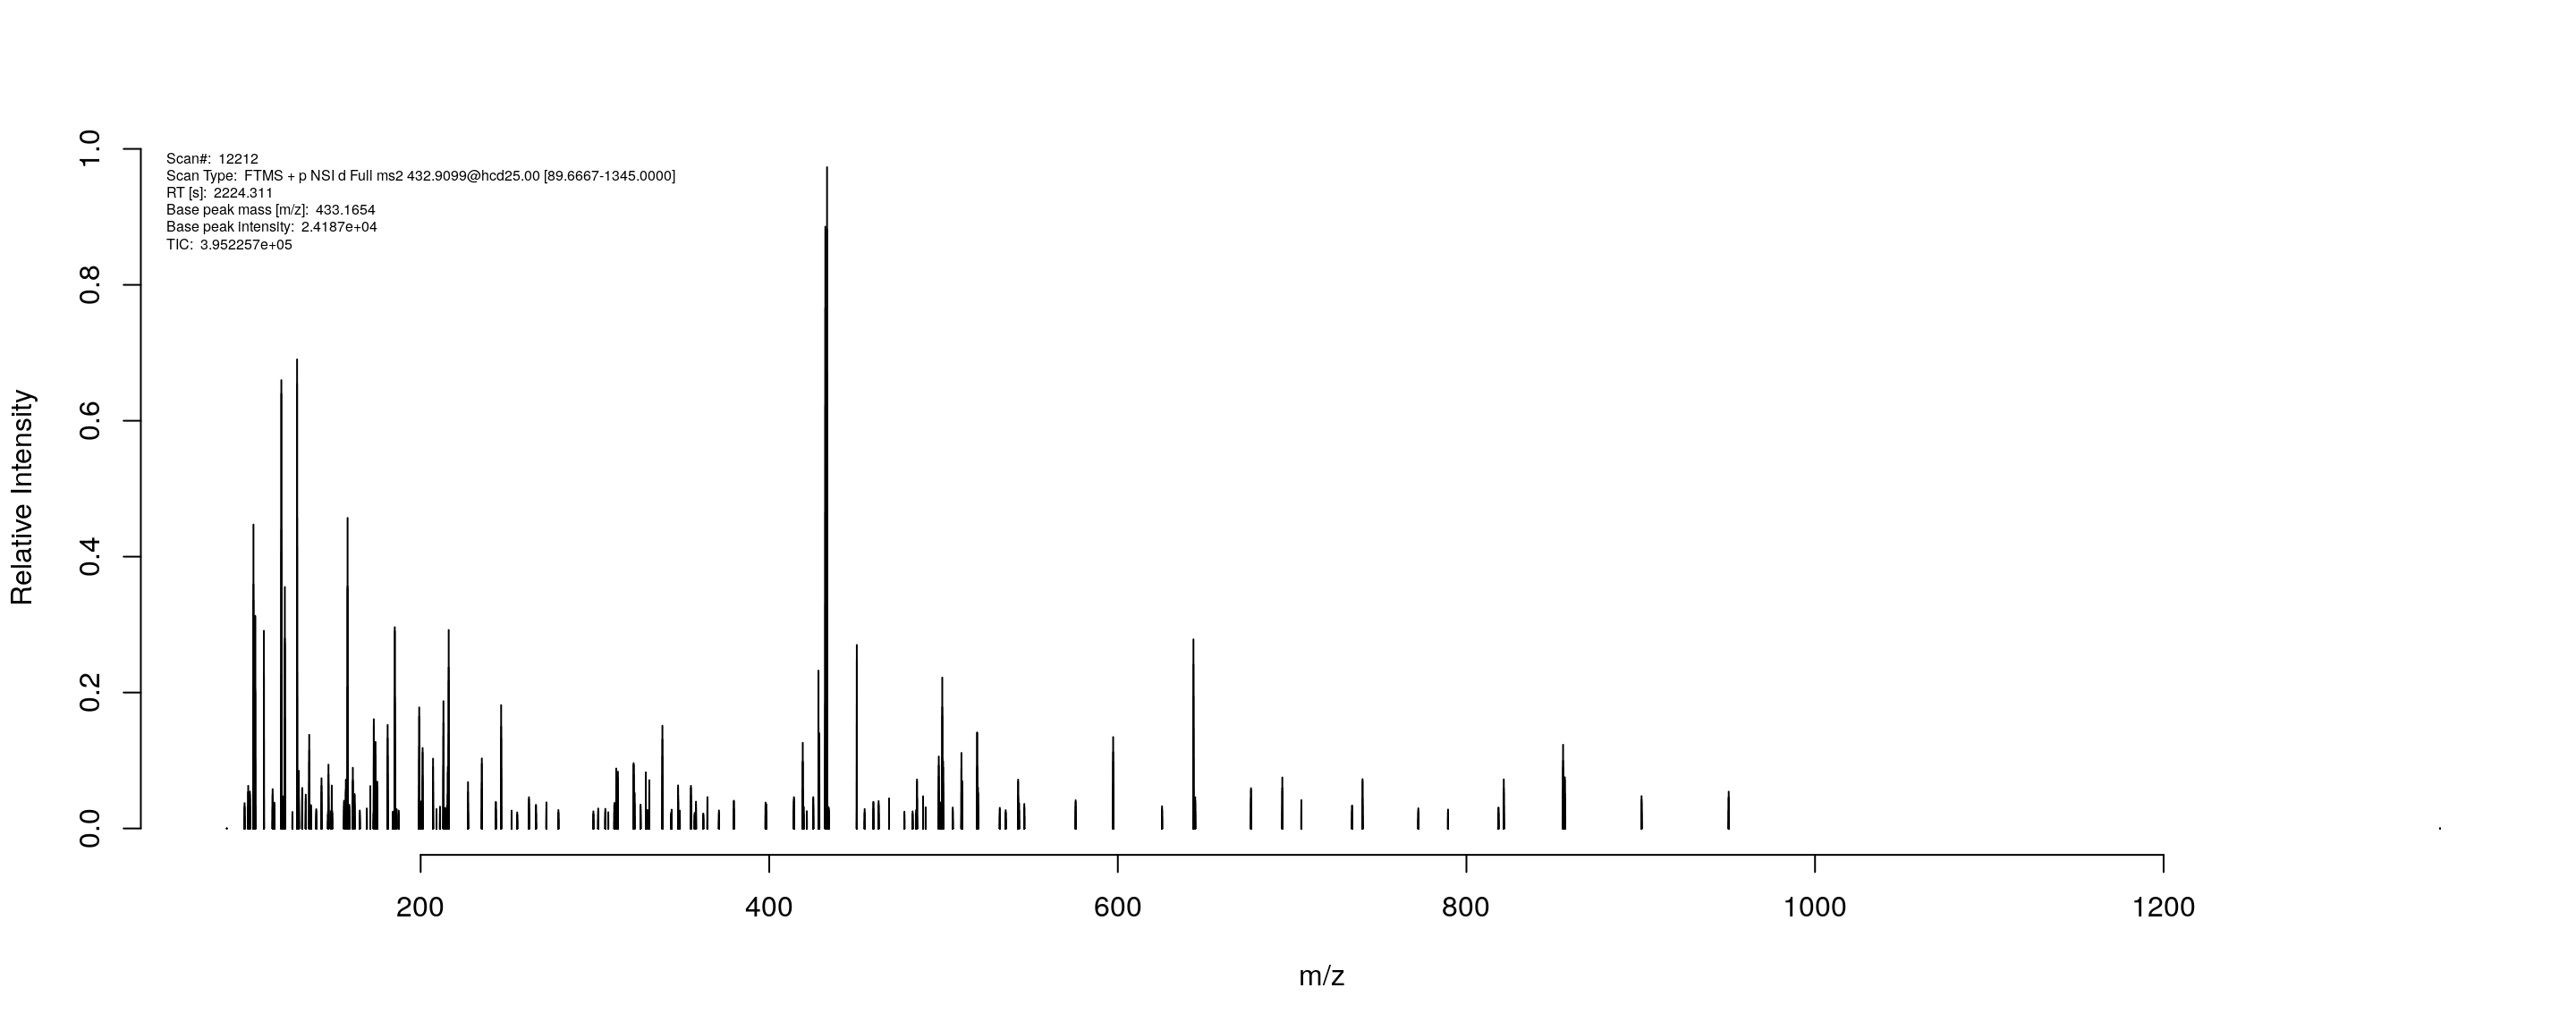 Scan#: 12212
Scan Type: FTMS + p NSI d Full ms2 432.9099@hcd25.00 [89.6667-1345.0000]
RT [s]: 2224.311
Base peak mass [m/z]: 433.1654
Base peak intensity: 2.4187e+04
TIC: 3.952257e+05
Relative Intensity
1.0
0.8
0.6
0.4
0.2
0.0
200 400 600 800 1000 1200
m/z